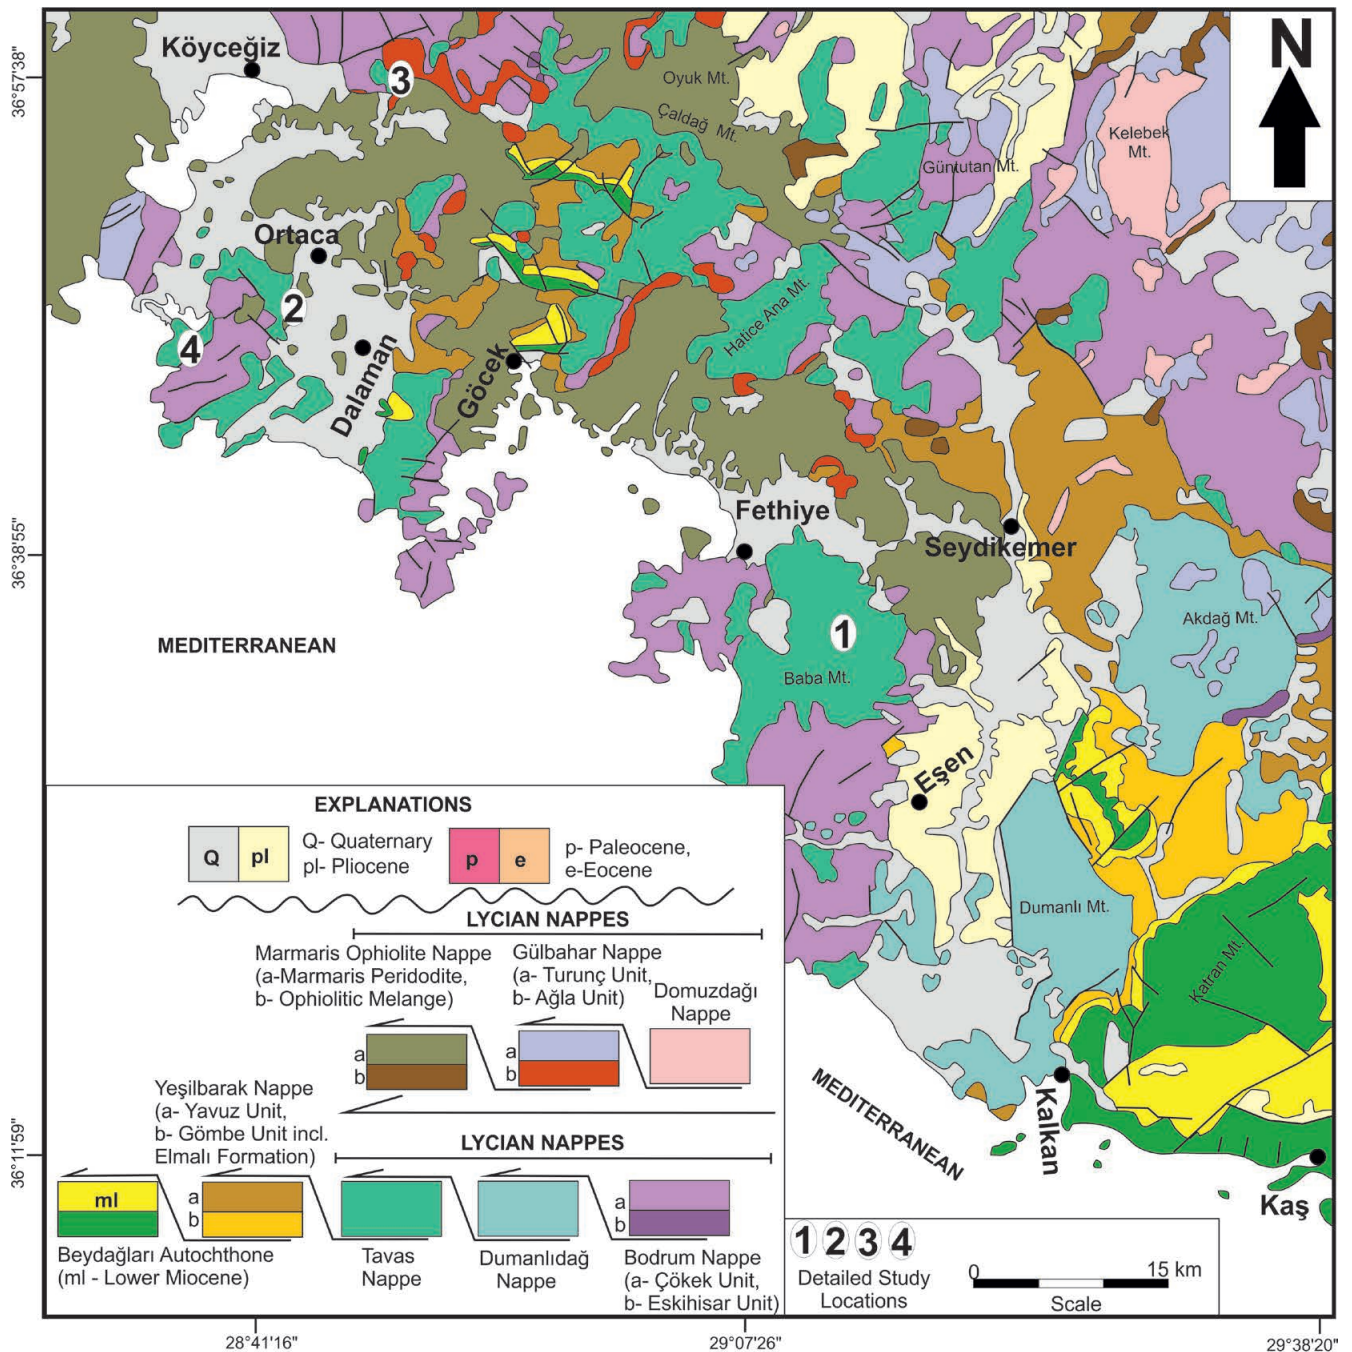 N
Köyceğiz
3
Oyuk Mt.
Çaldağ Mt.
Kelebek
Mt.
Güntutan Mt.
Ortaca
2
4
Hatice Ana Mt.
Dalaman
Göcek
Fethiye
Seydikemer
1
Akdağ Mt.
MEDITERRANEAN
Baba Mt.
Eşen
Dumanlı Mt.
Katran Mt.
MEDITERRANEAN
Kalkan
Kaş
36°57'38"
36°38'55"
36°11'59"
28°41'16"
29°07'26"
29°38'20"
EXPLANATIONS
Q
pl
Q- Quaternary
pl- Pliocene
p
e
p- Paleocene,
e-Eocene
LYCIAN NAPPES
Marmaris Ophiolite Nappe
(a-Marmaris Peridodite,
b- Ophiolitic Melange)
Gülbahar Nappe
(a- Turunç Unit,
b- Ağla Unit)
Domuzdağı
Nappe
a
b
a
b
Yeşilbarak Nappe
(a- Yavuz Unit,
b- Gömbe Unit incl.
Elmalı Formation)
LYCIAN NAPPES
ml
a
b
a
b
Beydağları Autochthone
(ml - Lower Miocene)
Tavas
Nappe
Dumanlıdağ
Nappe
Bodrum Nappe
(a- Çökek Unit,
b- Eskihisar Unit)
1 2 3 4
Detailed Study
Locations
0
15 km
Scale